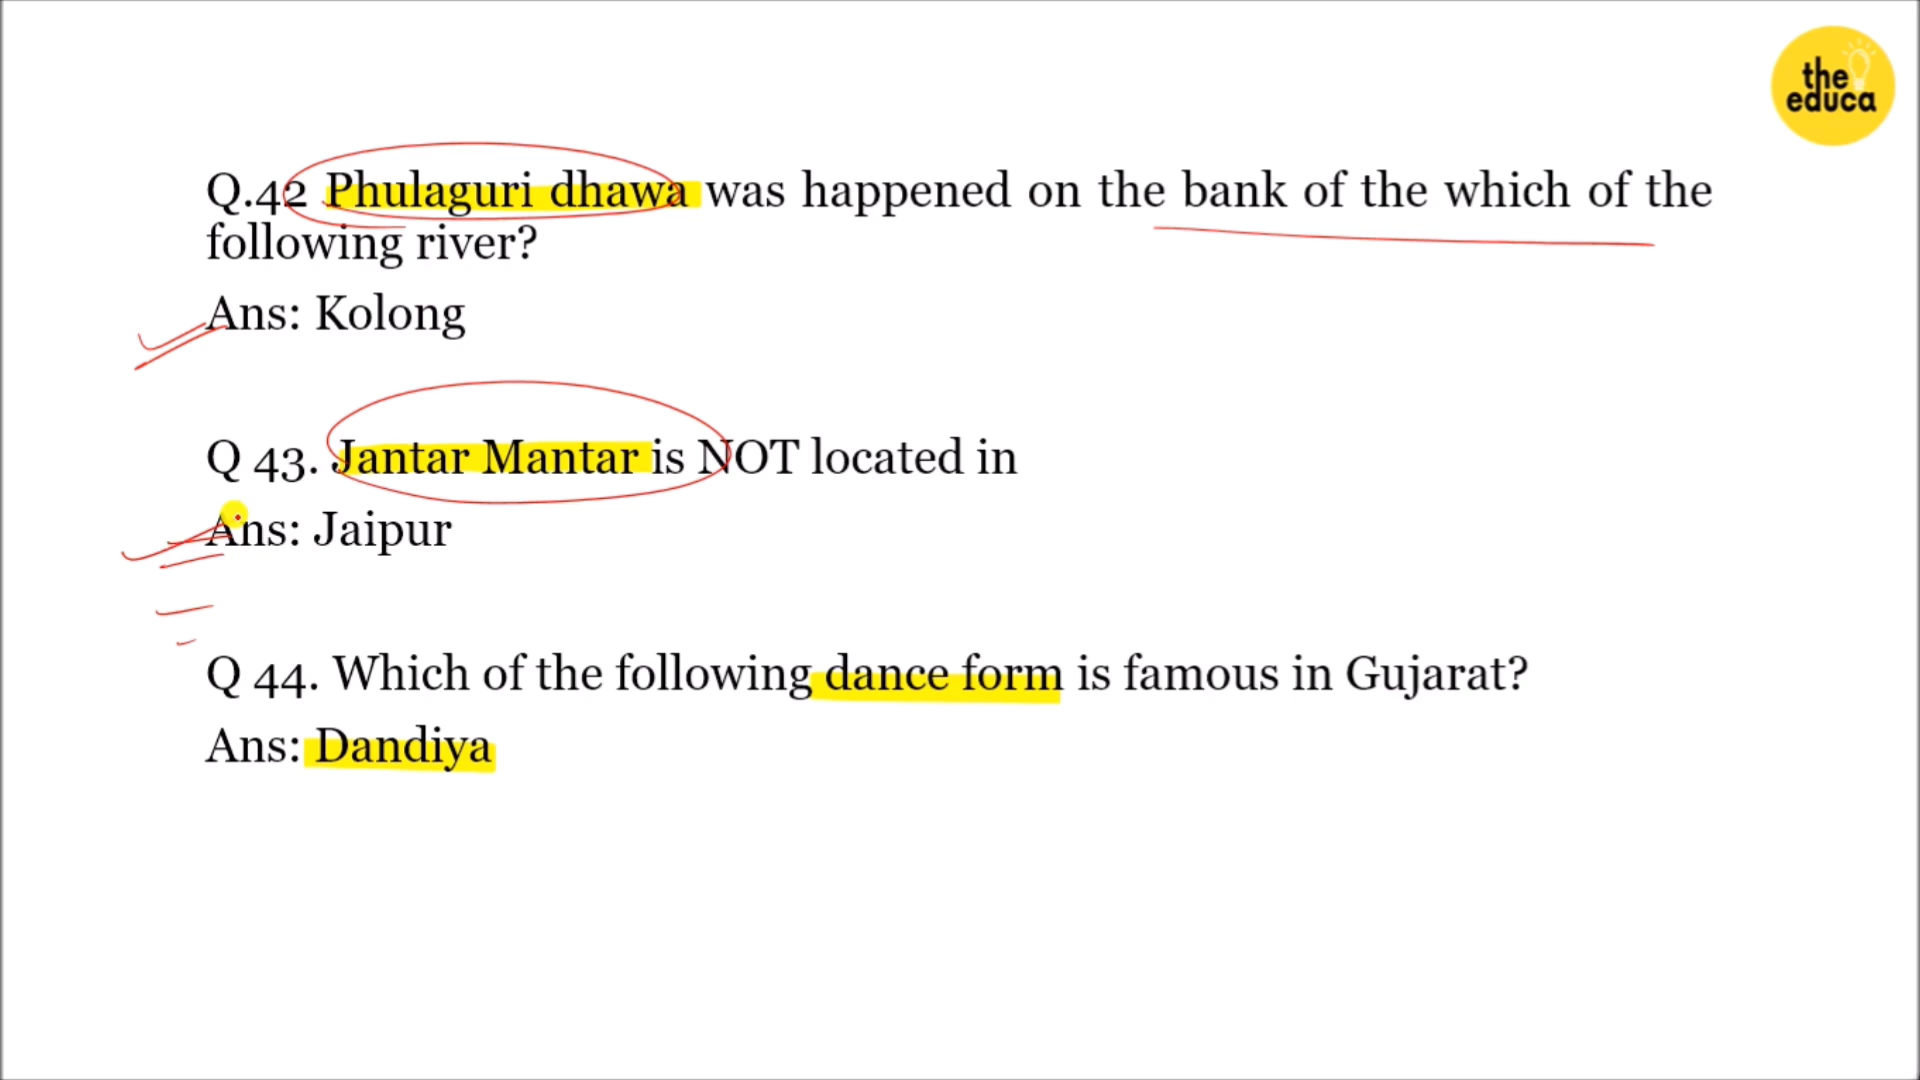 the
educa
Q.42 Phulaguri dhawa was happened on the bank of the which of the
following river?
Ans: Kolong
Q 43. Jantar Mantar is NOT located in
Ans: Jaipur
Q 44. Which of the following dance form is famous in Gujarat?
Ans: Dandiya